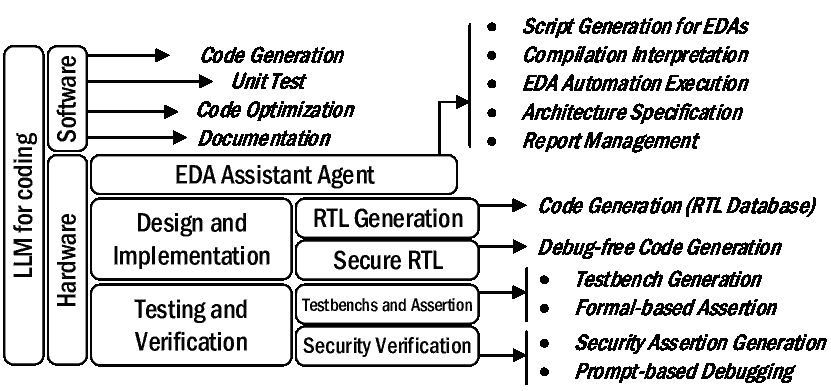 LLM for coding
Software
Code Generation
Unit Test
Code Optimization
Documentation
Hardware
EDA Assistant Agent
• Script Generation for EDAs
• Compilation Interpretation
• EDA Automation Execution
• Architecture Specification
• Report Management
Design and
Implementation
RTL Generation
Code Generation (RTL Database)
Secure RTL
Debug-free Code Generation
Testing and
Verification
Testbenchs and Assertion
• Testbench Generation
• Formal-based Assertion
Security Verification
• Security Assertion Generation
• Prompt-based Debugging